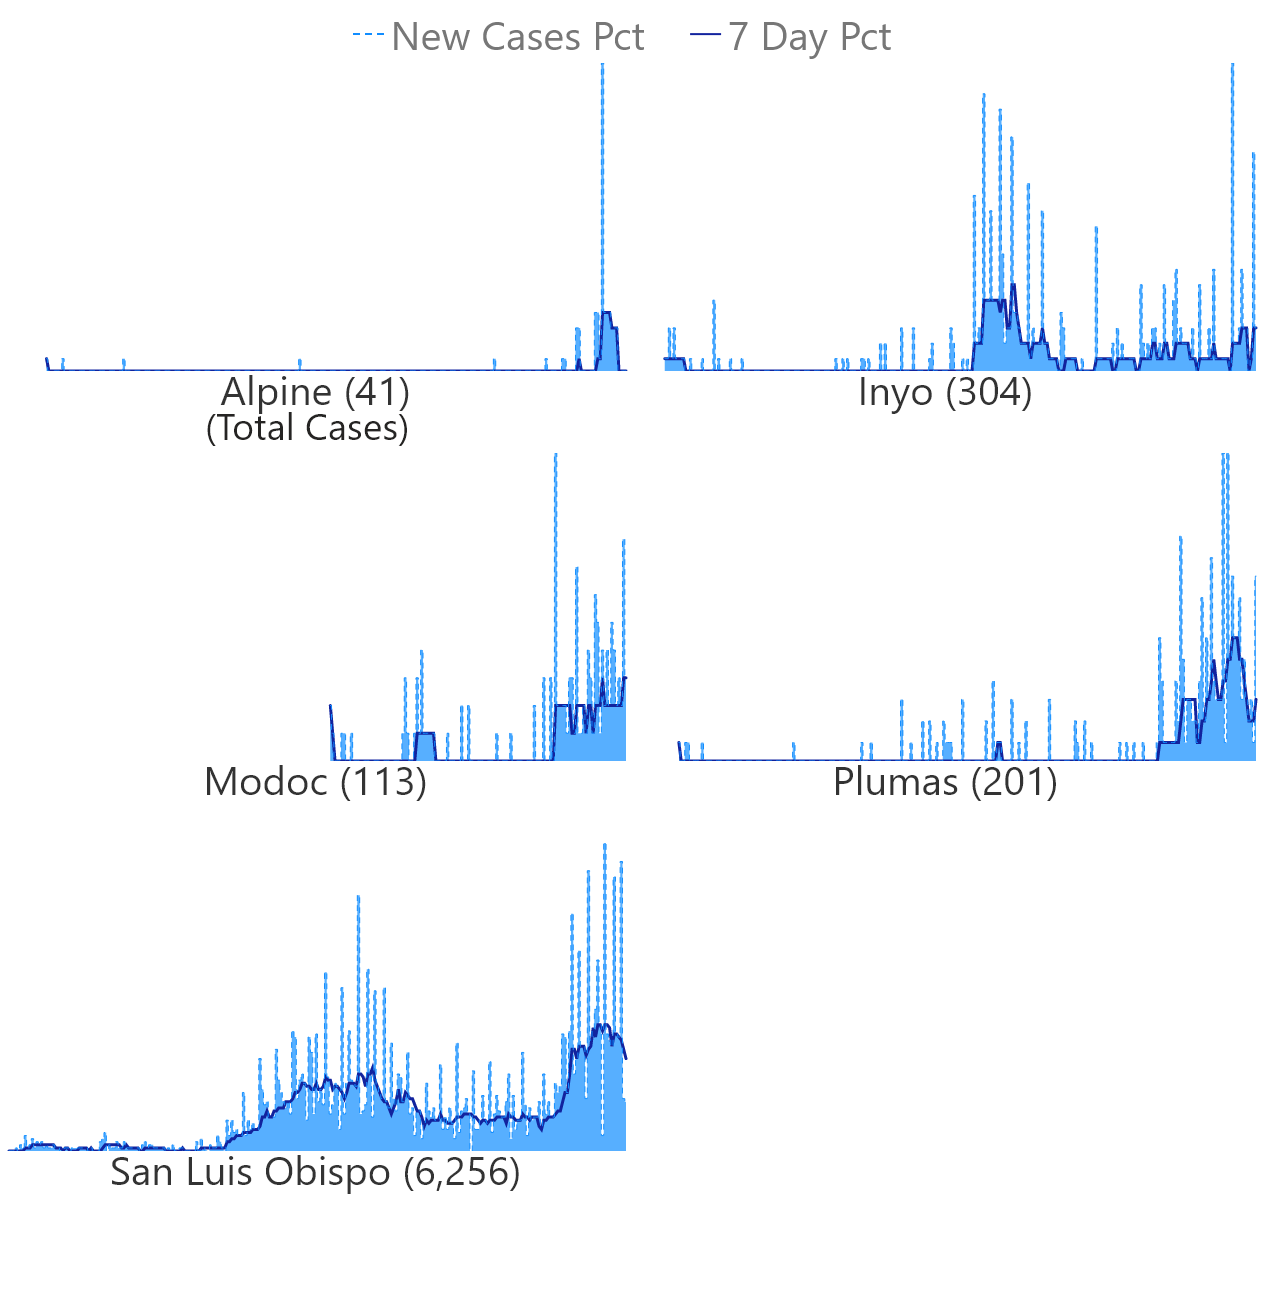 New Cases Pct 7 Day Pct
Alpine (41)
(Total Cases)
Inyo (304)
Modoc (113)
Plumas (201)
San Luis Obispo (6,256)